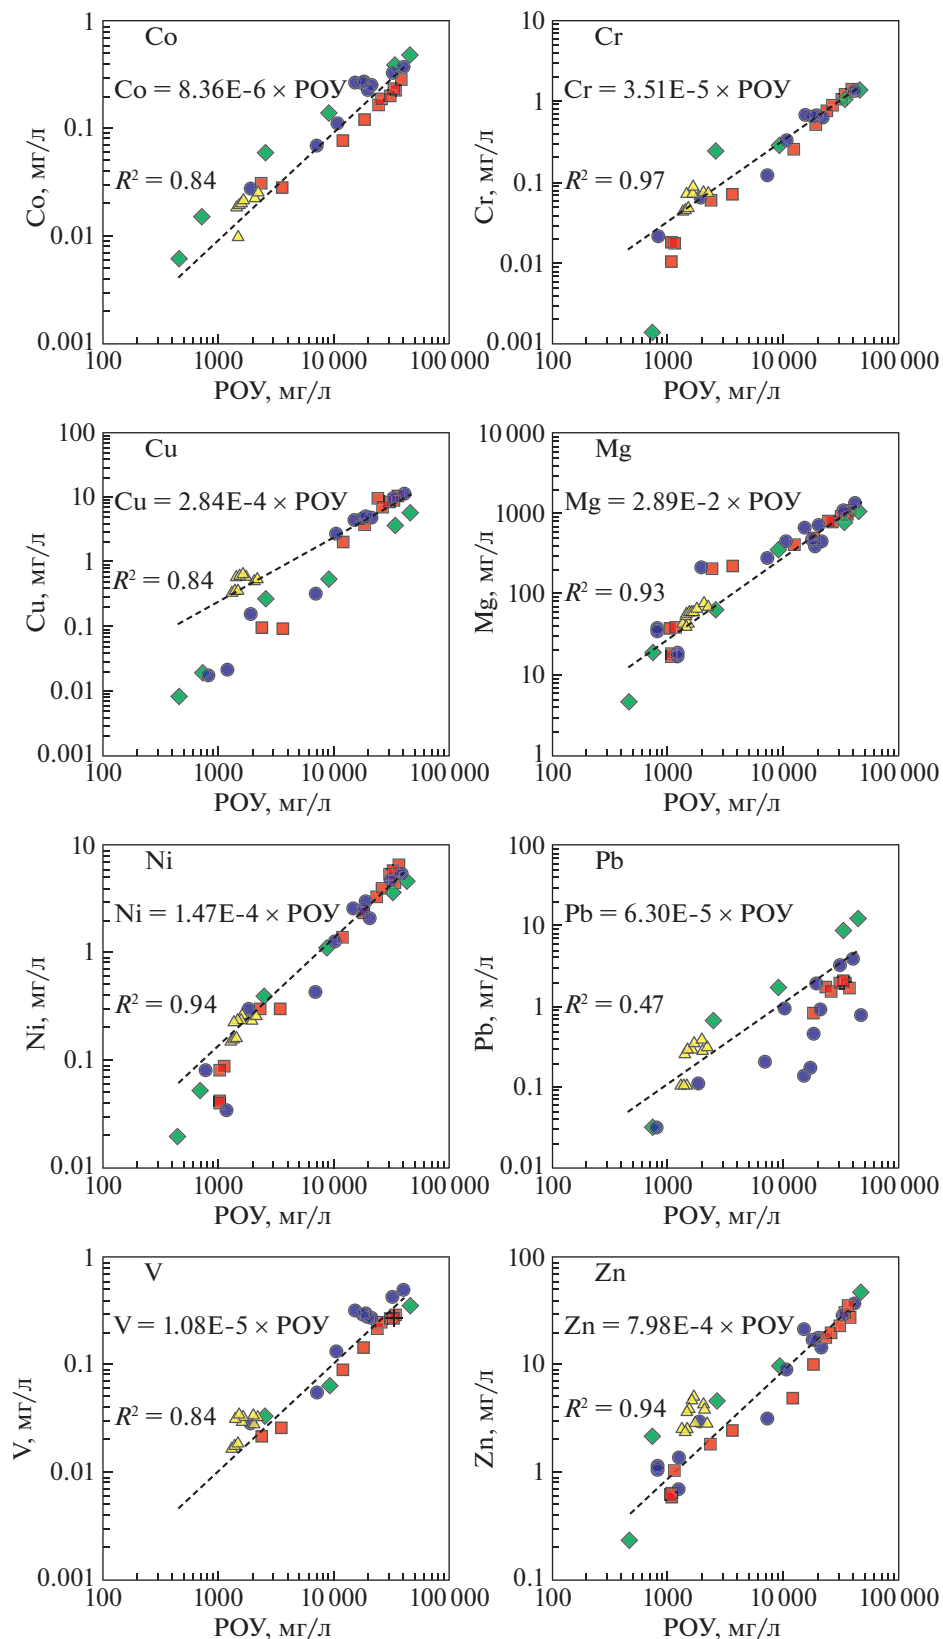 Co
Co = 8.36E-6 × РОУ
R² = 0.84
Co, мг/л
1
0.1
0.01
0.001
100 1000 10 000 100 000
РОУ, мг/л
Cr
Cr = 3.51E-5 × РОУ
R² = 0.97
Cr, мг/л
10
1
0.1
0.01
0.001
100 1000 10 000 100 000
РОУ, мг/л
Cu
Cu = 2.84E-4 × РОУ
R² = 0.84
Cu, мг/л
100
10
1
0.1
0.01
0.001
100 1000 10 000 100 000
РОУ, мг/л
Mg
Mg = 2.89E-2 × РОУ
R² = 0.93
Mg, мг/л
10 000
1000
100
10
1
100 1000 10 000 100 000
РОУ, мг/л
Ni
Ni = 1.47E-4 × РОУ
R² = 0.94
Ni, мг/л
10
1
0.1
0.01
100 1000 10 000 100 000
РОУ, мг/л
Pb
Pb = 6.30E-5 × РОУ
R² = 0.47
Pb, мг/л
100
10
1
0.1
0.01
100 1000 10 000 100 000
РОУ, мг/л
V
V = 1.08E-5 × РОУ
R² = 0.84
V, мг/л
1
0.1
0.01
0.001
100 1000 10 000 100 000
РОУ, мг/л
Zn
Zn = 7.98E-4 × РОУ
R² = 0.94
Zn, мг/л
100
10
1
0.1
100 1000 10 000 100 000
РОУ, мг/л